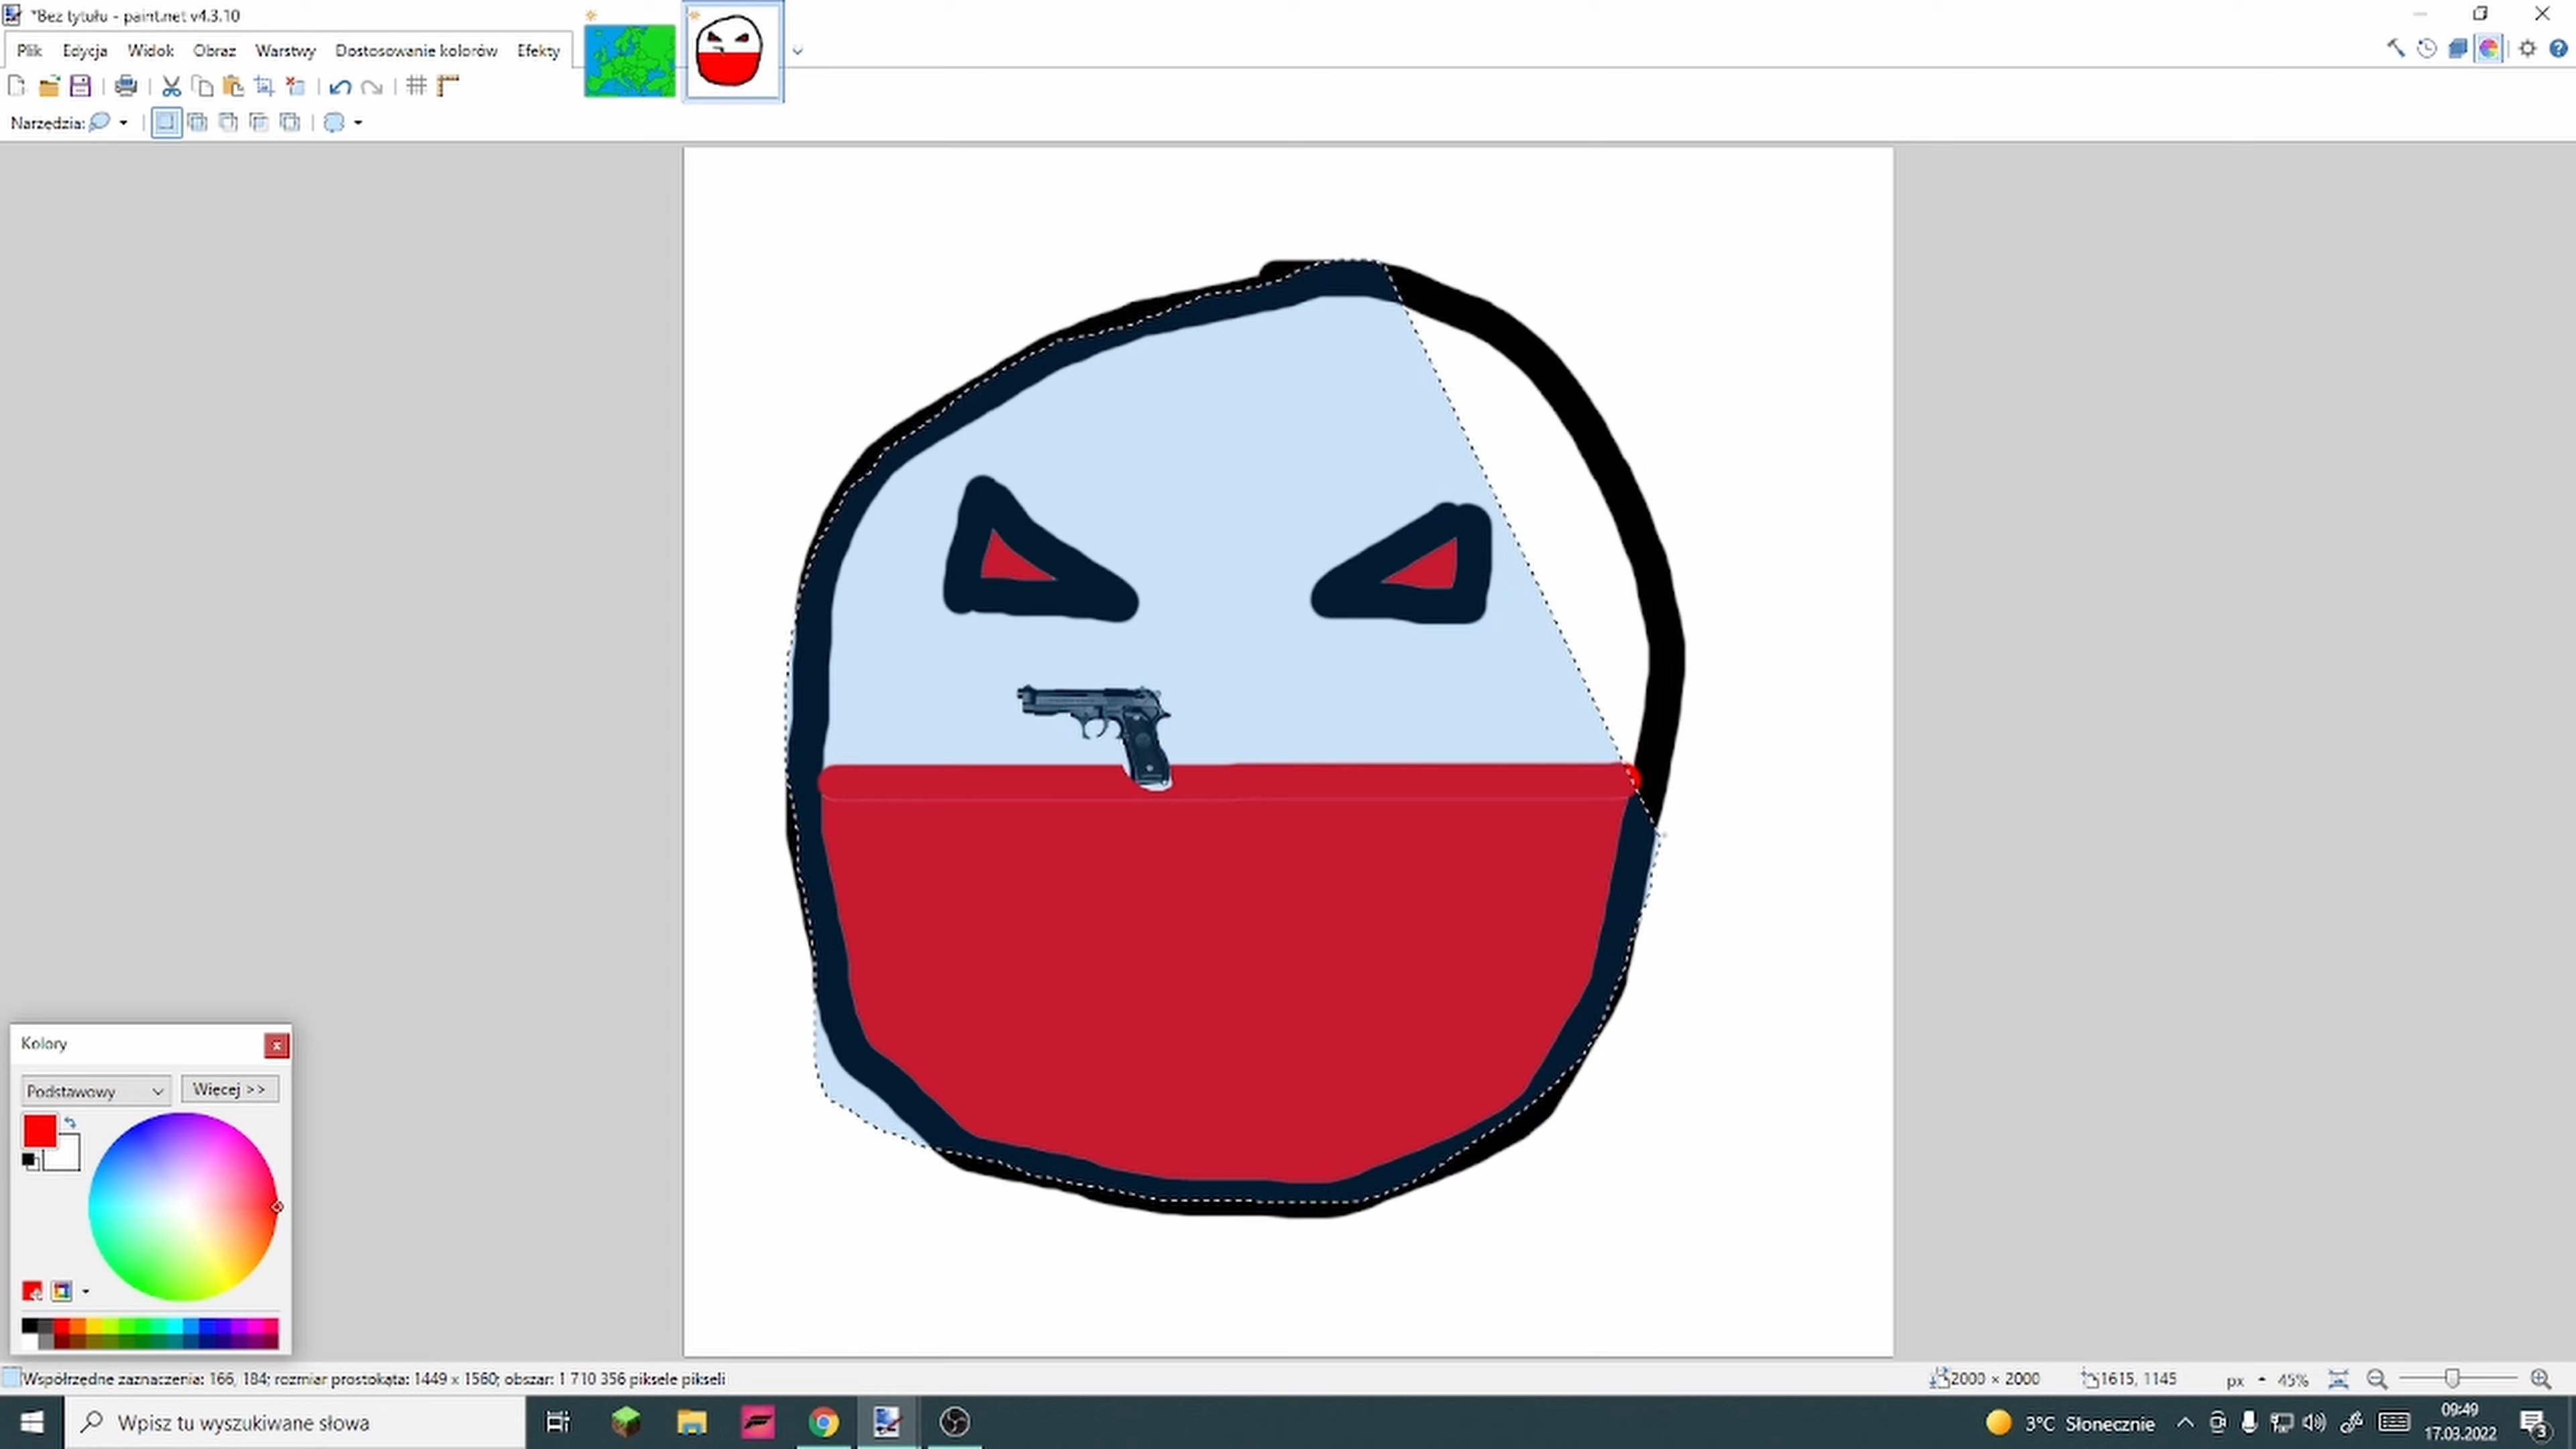 *Bez tytułu - paint.net v4.3.10
Plik Edycja Widok Obraz Warstwy Dostosowanie kolorów Efekty
Narzędzia:
Kolory
x
Podstawowy Więcej >>
Współrzędne zaznaczenia: 166, 184; rozmiar prostokąta: 1449 x 1560; obszar: 1 710 356 piksele pikseli
2000 × 2000 1615, 1145 px 45%
Wpisz tu wyszukiwane słowa
3°C Słonecznie
09:49
17.03.2022
3